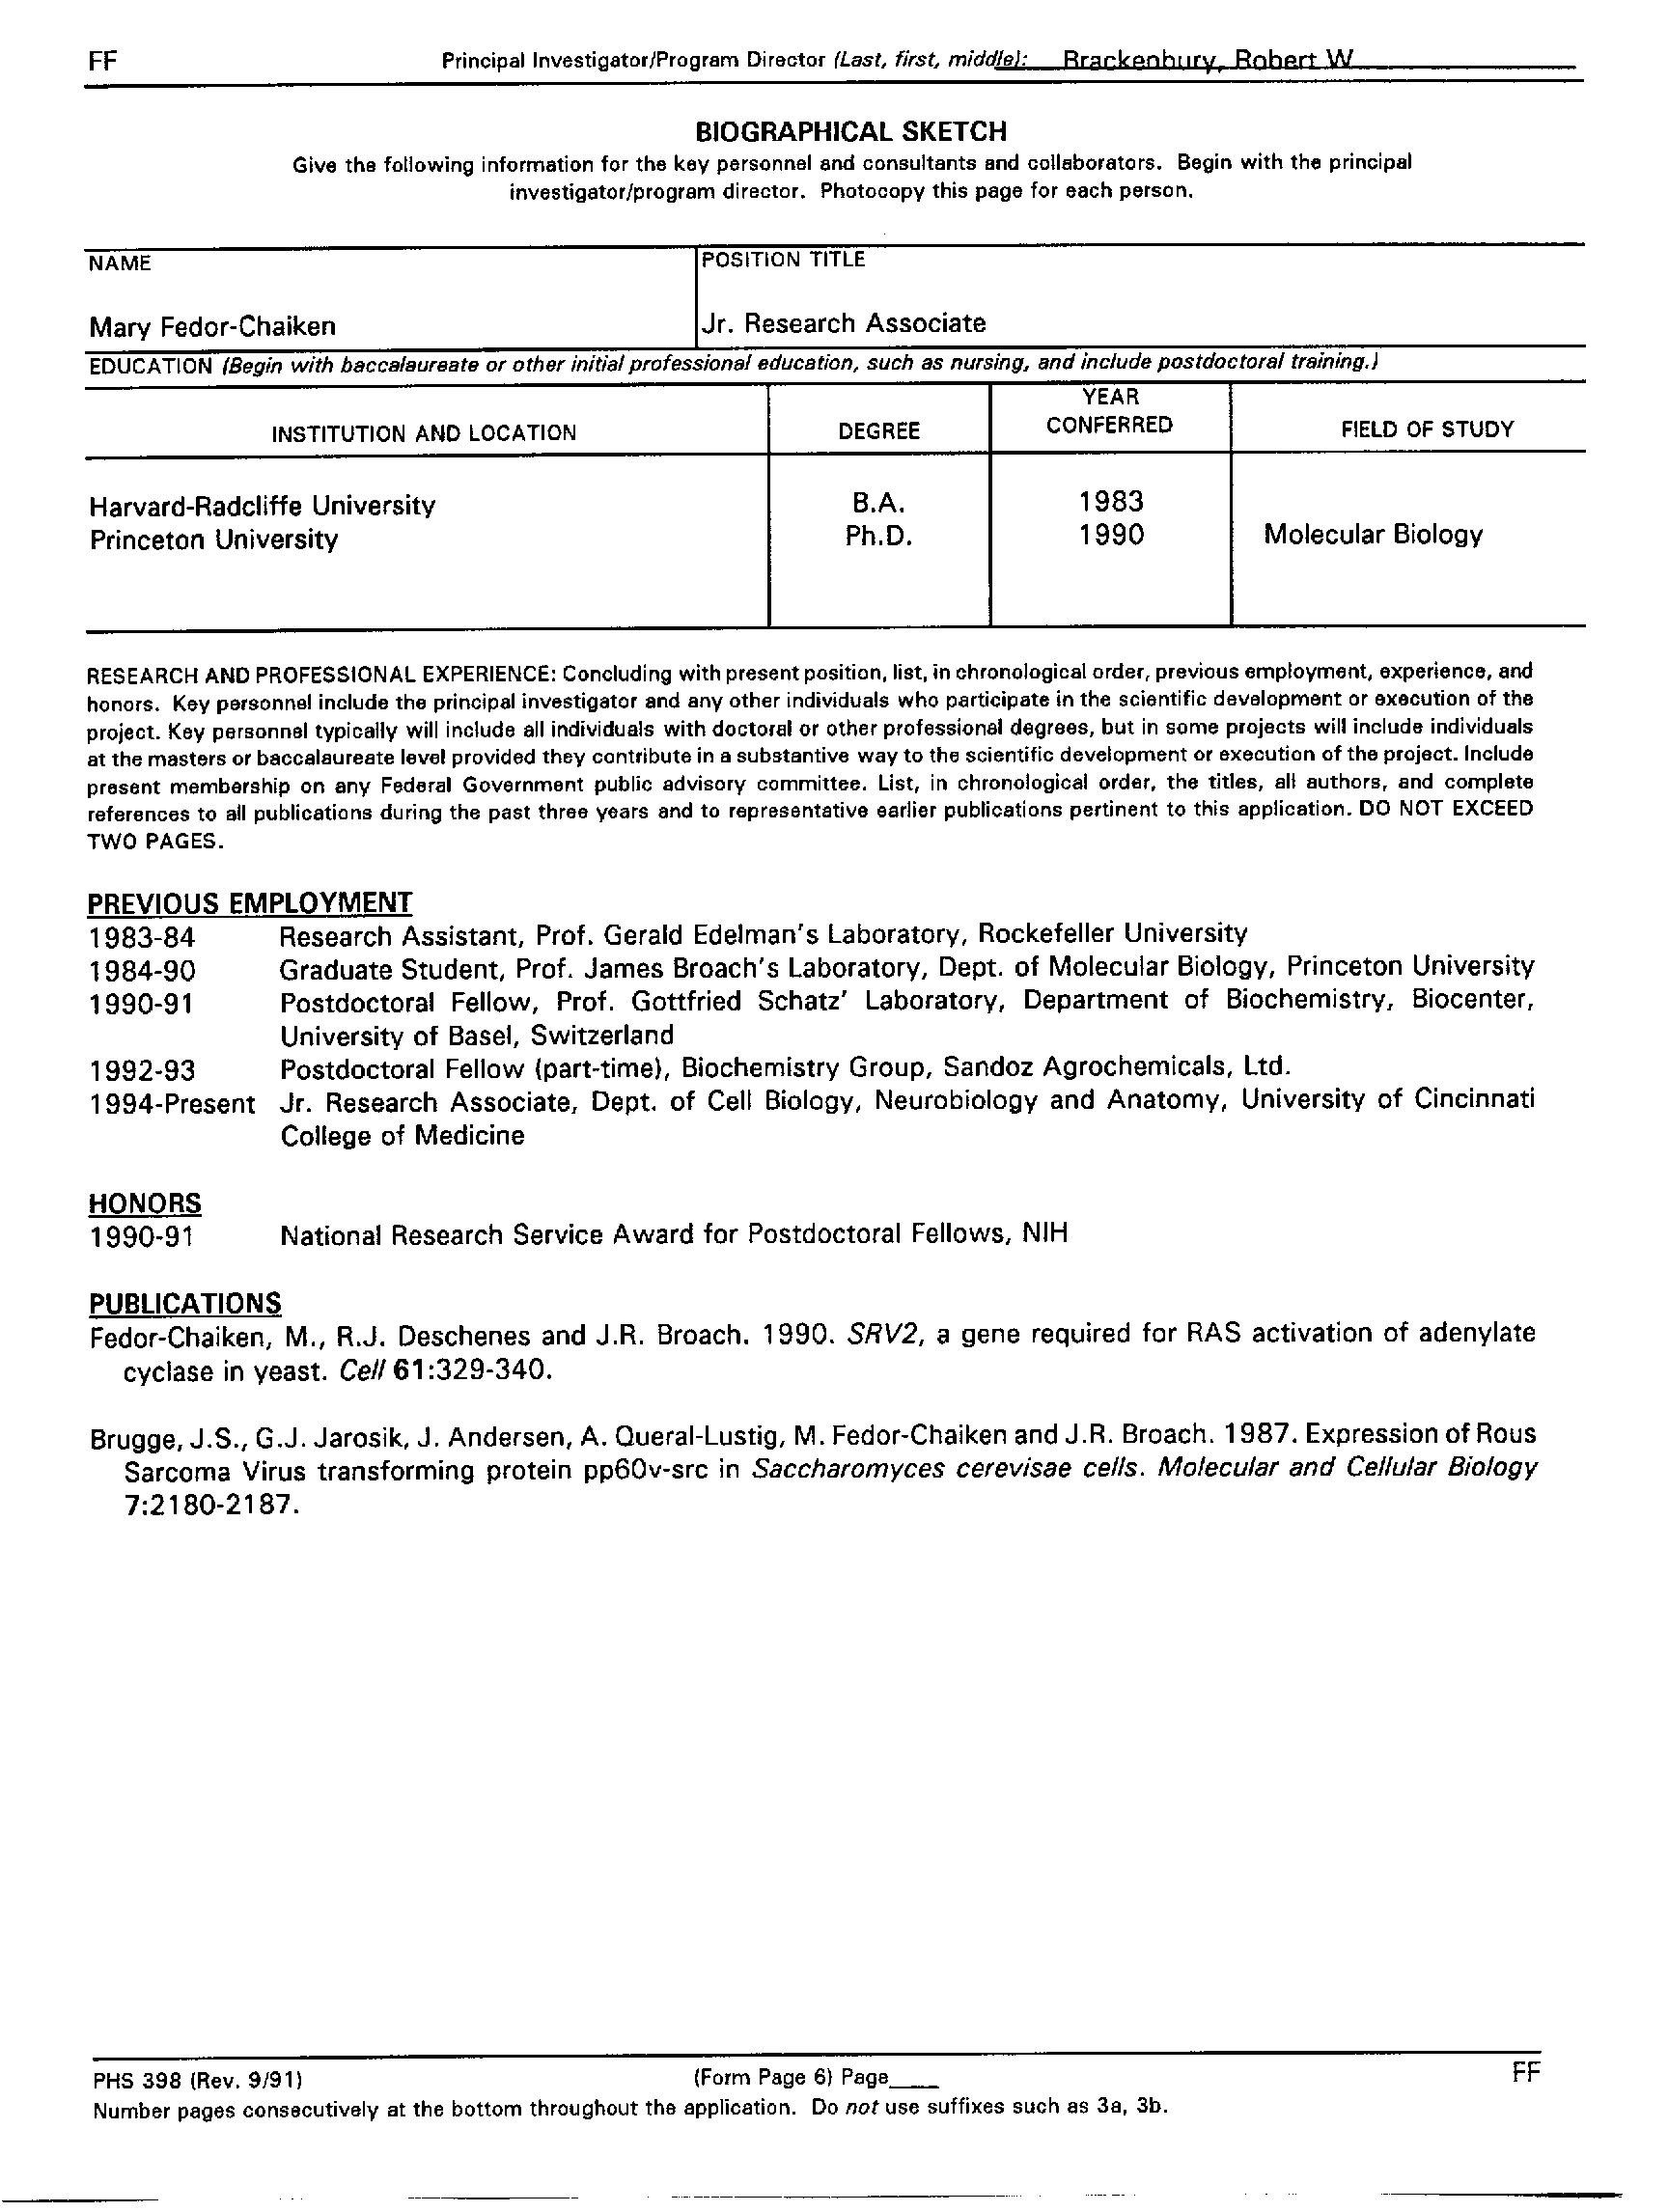 FF Principal Investigator/Program Director (Last, first, middle): Brackenbury, Robert W
BIOGRAPHICAL SKETCH
Give the following information for the key personnel and consultants and collaborators. Begin with the principal
investigator/program director. Photocopy this page for each person.
NAME POSITION TITLE
Mary Fedor-Chaiken Jr. Research Associate
EDUCATION (Begin with baccalaureate or other initial professional education, such as nursing, and include postdoctoral training.)
INSTITUTION AND LOCATION DEGREE YEAR CONFERRED FIELD OF STUDY
Harvard-Radcliffe University B.A. 1983
Princeton University Ph.D. 1990 Molecular Biology
RESEARCH AND PROFESSIONAL EXPERIENCE: Concluding with present position, list, in chronological order, previous employment, experience, and
honors. Key personnel include the principal investigator and any other individuals who participate in the scientific development or execution of the
project. Key personnel typically will include all individuals with doctoral or other professional degrees, but in some projects will include individuals
at the masters or baccalaureate level provided they contribute in a substantive way to the scientific development or execution of the project. Include
present membership on any Federal Government public advisory committee. List, in chronological order, the titles, all authors, and complete
references to all publications during the past three years and to representative earlier publications pertinent to this application. DO NOT EXCEED
TWO PAGES.
PREVIOUS EMPLOYMENT
1983-84 Research Assistant, Prof. Gerald Edelman's Laboratory, Rockefeller University
1984-90 Graduate Student, Prof. James Broach's Laboratory, Dept. of Molecular Biology, Princeton University
1990-91 Postdoctoral Fellow, Prof. Gottfried Schatz' Laboratory, Department of Biochemistry, Biocenter,
University of Basel, Switzerland
1992-93 Postdoctoral Fellow (part-time), Biochemistry Group, Sandoz Agrochemicals, Ltd.
1994-Present Jr. Research Associate, Dept. of Cell Biology, Neurobiology and Anatomy, University of Cincinnati
College of Medicine
HONORS
1990-91 National Research Service Award for Postdoctoral Fellows, NIH
PUBLICATIONS
Fedor-Chaiken, M., R.J. Deschenes and J.R. Broach. 1990. SRV2, a gene required for RAS activation of adenylate
cyclase in yeast. Cell 61:329-340.
Brugge, J.S., G.J. Jarosik, J. Andersen, A. Queral-Lustig, M. Fedor-Chaiken and J.R. Broach. 1987. Expression of Rous
Sarcoma Virus transforming protein pp60v-src in Saccharomyces cerevisae cells. Molecular and Cellular Biology
7:2180-2187.
PHS 398 (Rev. 9/91) (Form Page 6) Page____ FF
Number pages consecutively at the bottom throughout the application. Do not use suffixes such as 3a, 3b.